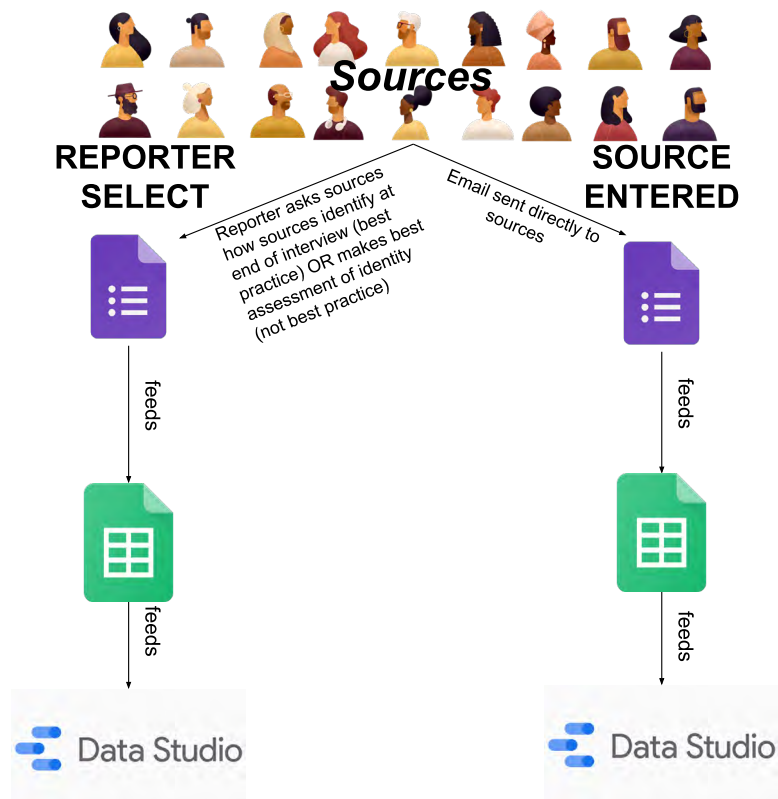 Sources
REPORTER
SELECT
SOURCE
ENTERED
Reporter asks sources
how sources identify at
end of interview (best
practice) OR makes best
assessment of identity
(not best practice)
Email sent directly to
sources
feeds
feeds
feeds
feeds
Data Studio
Data Studio